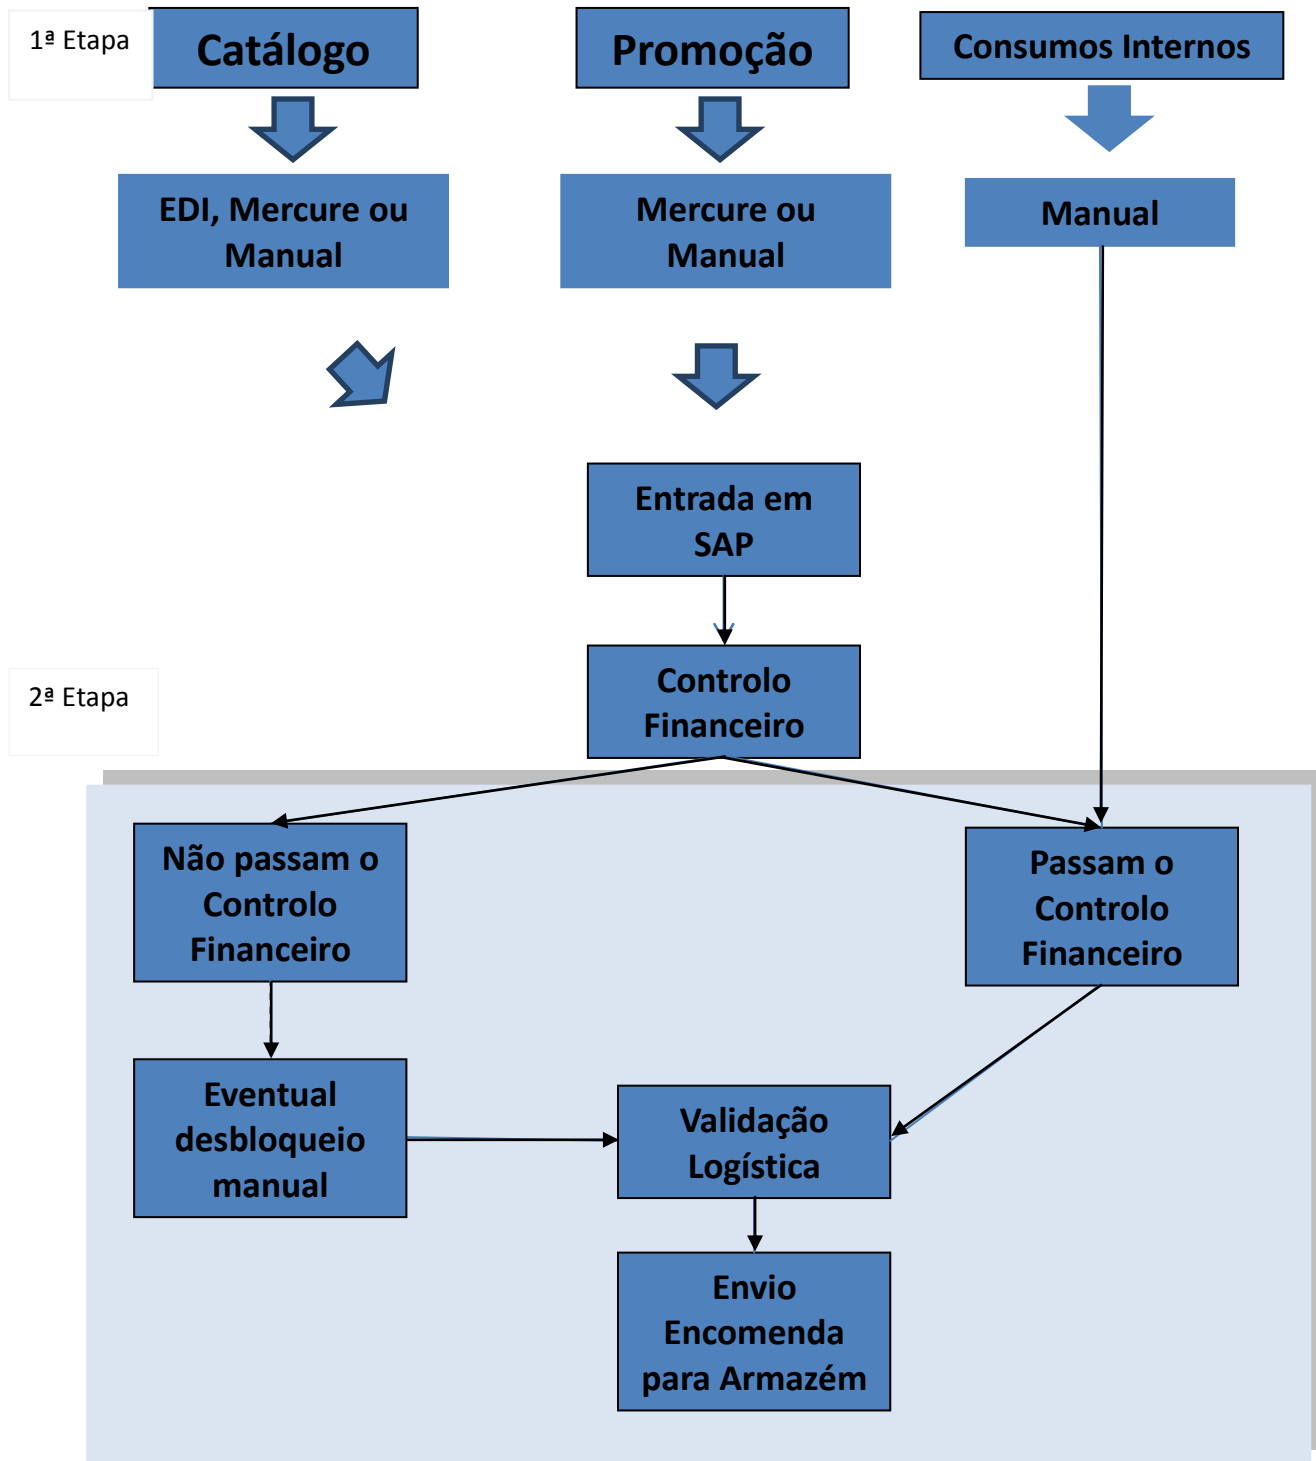 1ª Etapa
Catálogo
Promoção
Consumos Internos
EDI, Mercure ou
Manual
Mercure ou
Manual
Manual
Entrada em
SAP
Controlo
Financeiro
2ª Etapa
Não passam o
Controlo
Financeiro
Passam o
Controlo
Financeiro
Eventual
desbloqueio
manual
Validação
Logística
Envio
Encomenda
para Armazém